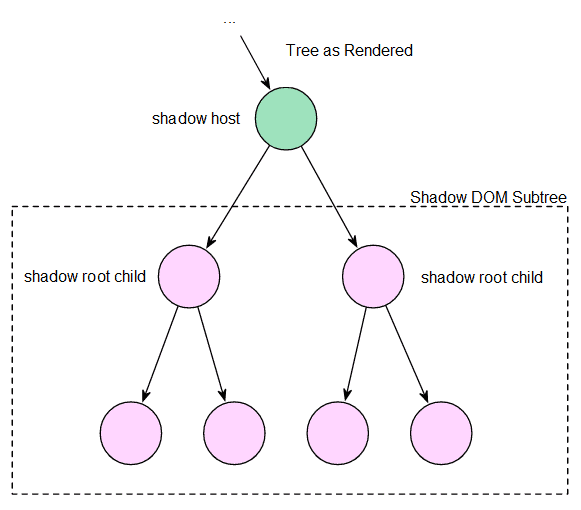 ...
Tree as Rendered
shadow host
Shadow DOM Subtree
shadow root child
shadow root child